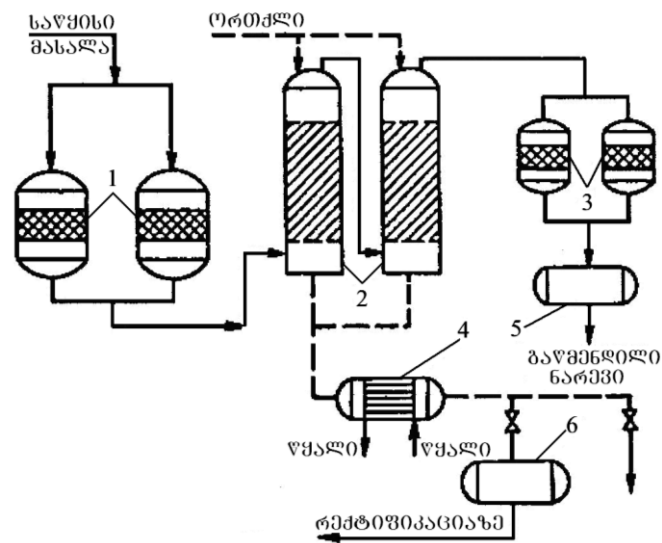 საწყისი
მასალა
ორთქლი
1
2
3
4
5
გაწმენდილი
ნარევი
წყალი
წყალი
6
რექტიფიკაციაზე